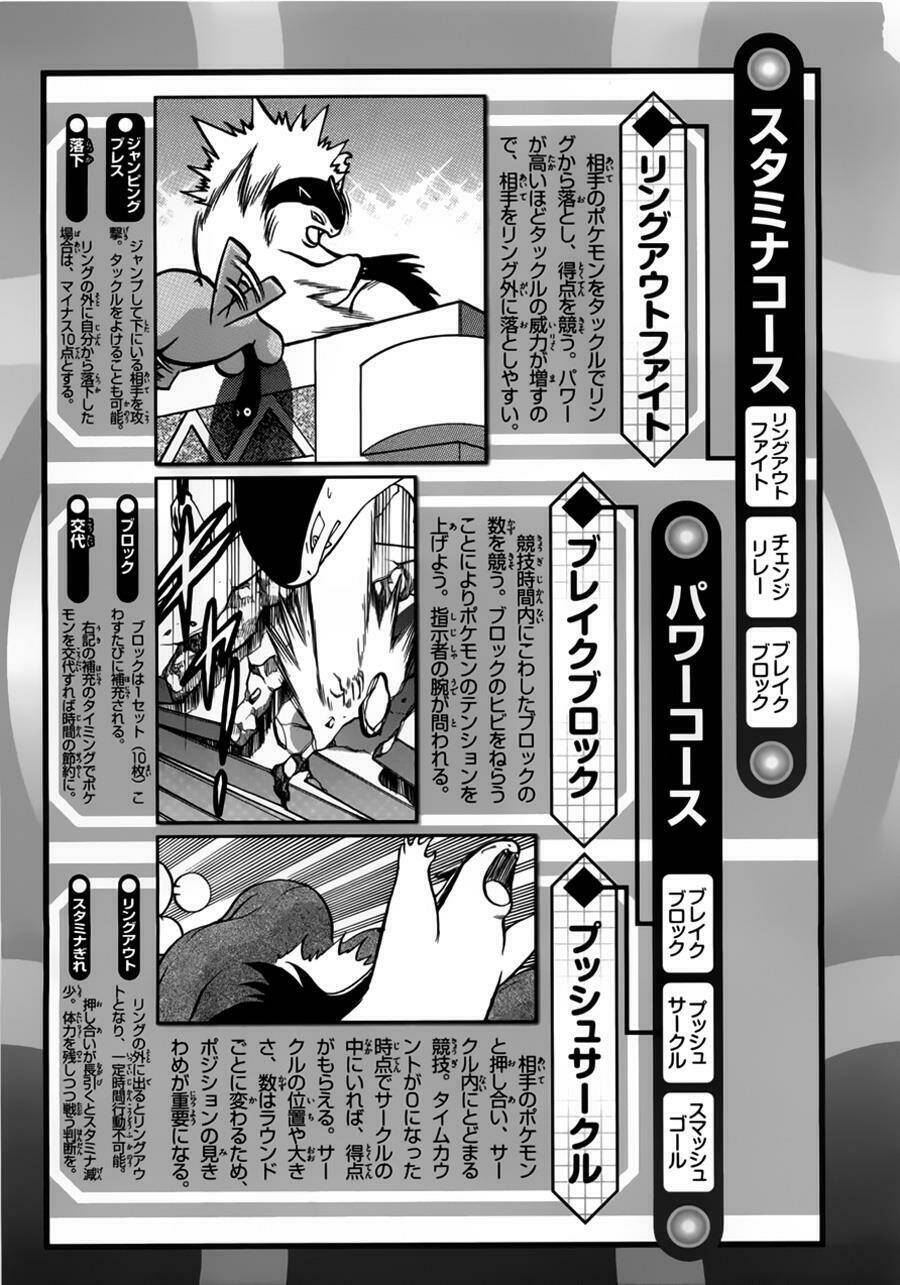 スタミナコース
リングアウト
ファイト
チェンジ
リレー
ブレイク
ブロック
パワーコース
ブレイク
ブロック
プッシュ
サークル
スマッシュ
ゴール
◆リングアウトファイト
相手のポケモンをタックルでリン
グから落とし、得点を競う。パワー
が高いほどタックルの威力が増すの
で、相手をリング外に落としやすい。
ジャンピング
プレス
ジャンプして下にいる相手を攻
撃。タックルをよけることも可能。
落下
リングの外に自分から落下した
場合は、マイナス10点とする。
◆ブレイクブロック
競技時間内にこわしたブロックの
数を競う。ブロックのヒビをねらう
ことによりポケモンのテンションを
上げよう。指示者の腕が問われる。
ブロック
ブロックは1セット(10枚)こ
わすたびに補充される。
交代
右記の補充のタイミングでポケ
モンを交代すれば時間の節約に。
◆プッシュサークル
相手のポケモン
と押し合い、サー
クル内にとどまる
競技。タイムカウ
ントが0になった
時点でサークルの
中にいれば、得点
がもらえる。サー
クルの位置や大き
さ、数はラウンド
ごとに変わるため、
ポジションの見き
わめが重要になる。
リングアウト
リングの外に出るとリングアウ
トとなり、一定時間行動不可能。
スタミナぎれ
押し合いが長引くとスタミナ減
少。体力を残しつつ戦う判断を。